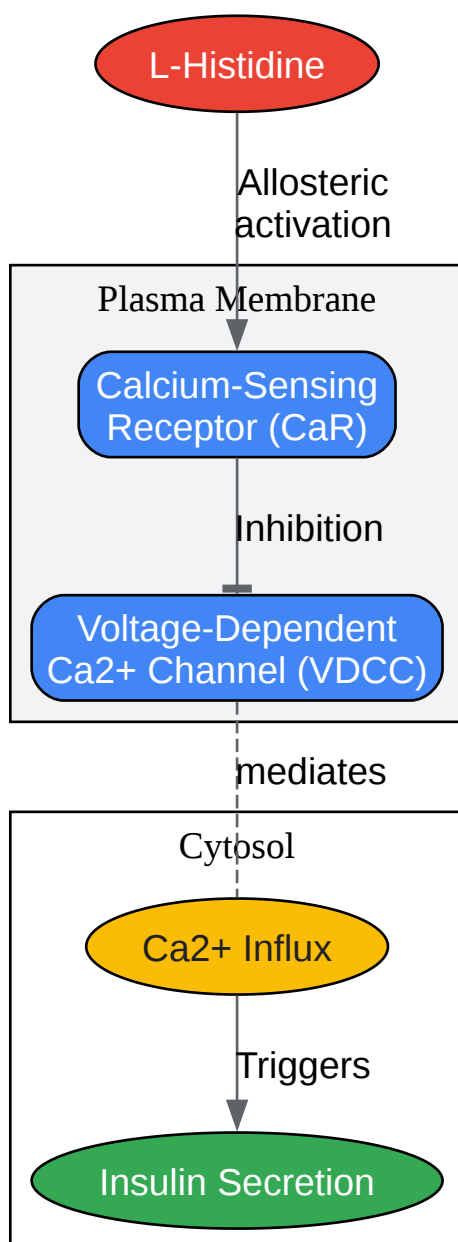 L-Histidine
Allosteric
activation
Plasma Membrane
Calcium-Sensing
Receptor (CaR)
Inhibition
Voltage-Dependent
Ca2+ Channel (VDCC)
mediates
Cytosol
Ca2+ Influx
Triggers
Insulin Secretion